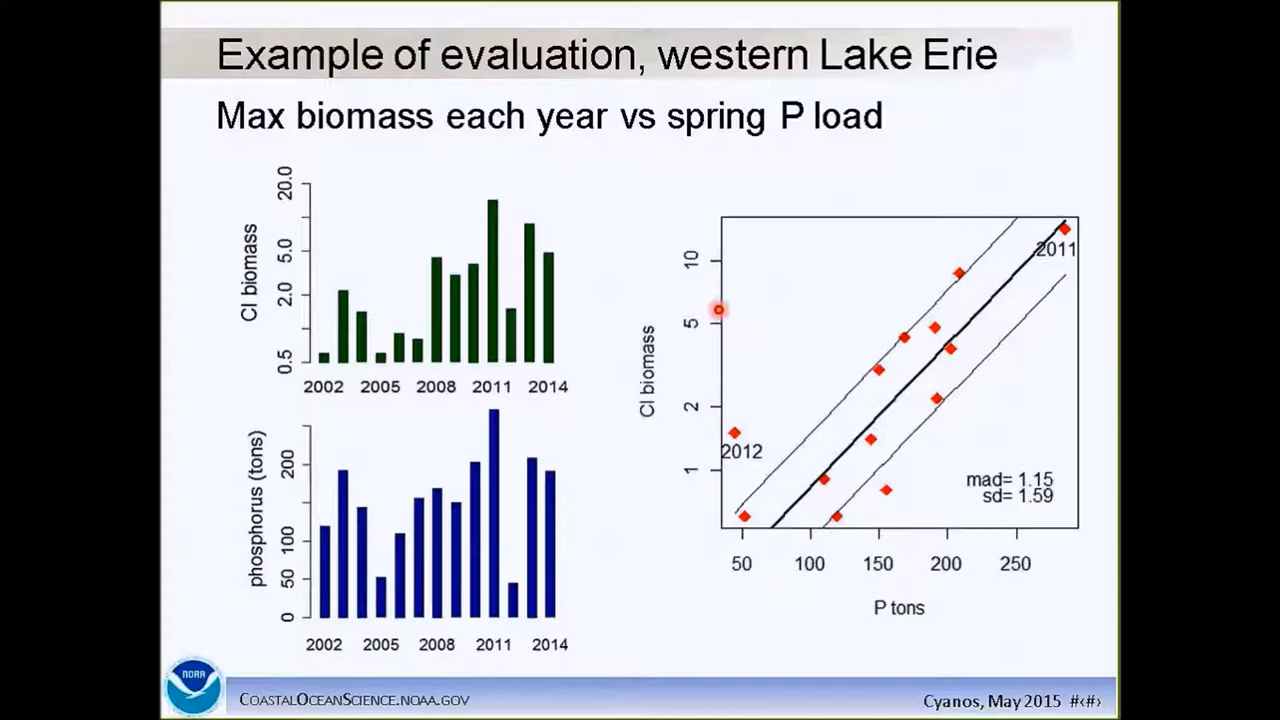 Example of evaluation, western Lake Erie
Max biomass each year vs spring P load
20.0
5.0
2.0
0.5
CI biomass
2002 2005 2008 2011 2014
200
100
50
0
phosphorus (tons)
2002 2005 2008 2011 2014
10
5
2
1
CI biomass
2011
2012
mad= 1.15
sd= 1.59
50 100 150 200 250
P tons
NOAA
COASTALOCEANSCIENCE.NOAA.GOV
Cyanos, May 2015 #‹#›